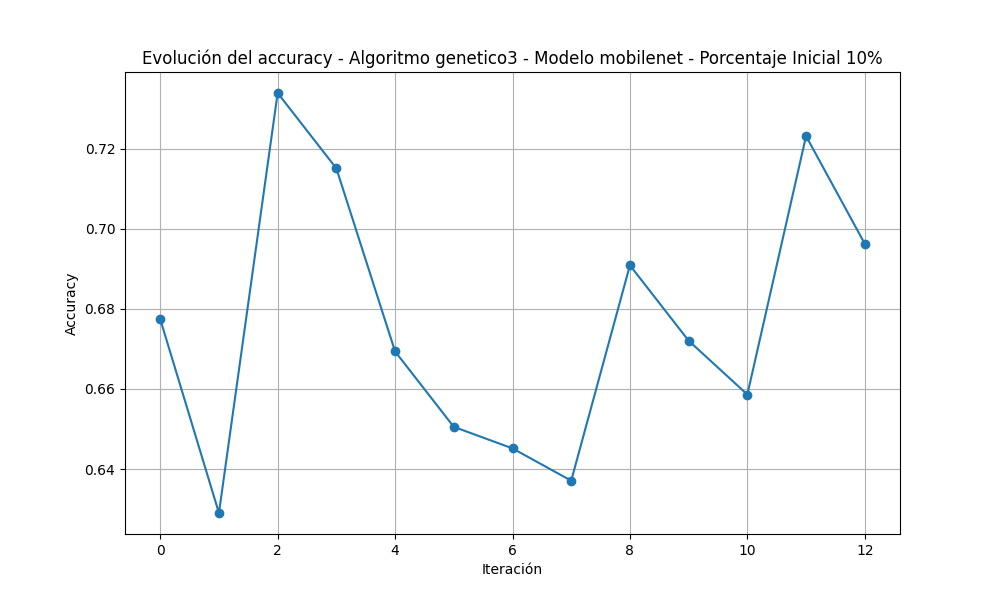 Evolución del accuracy - Algoritmo genetico3 - Modelo mobilenet - Porcentaje Inicial 10%
Accuracy
0.72
0.70
0.68
0.66
0.64
0 2 4 6 8 10 12
Iteración